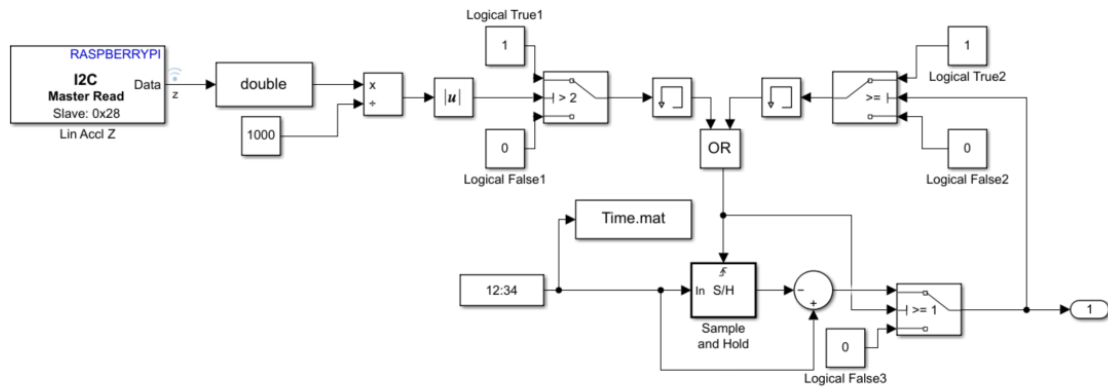 Logical True1
RASPBERRYPI
I2C
Master Read
Slave: 0x28
Data
z
Lin Accl Z
double
1000
x
÷
|u|
1
> 2
0
Logical False1
OR
1
Logical True2
>=
0
Logical False2
Time.mat
12:34
In
S/H
Sample
and Hold
−
+
>= 1
0
Logical False3
1